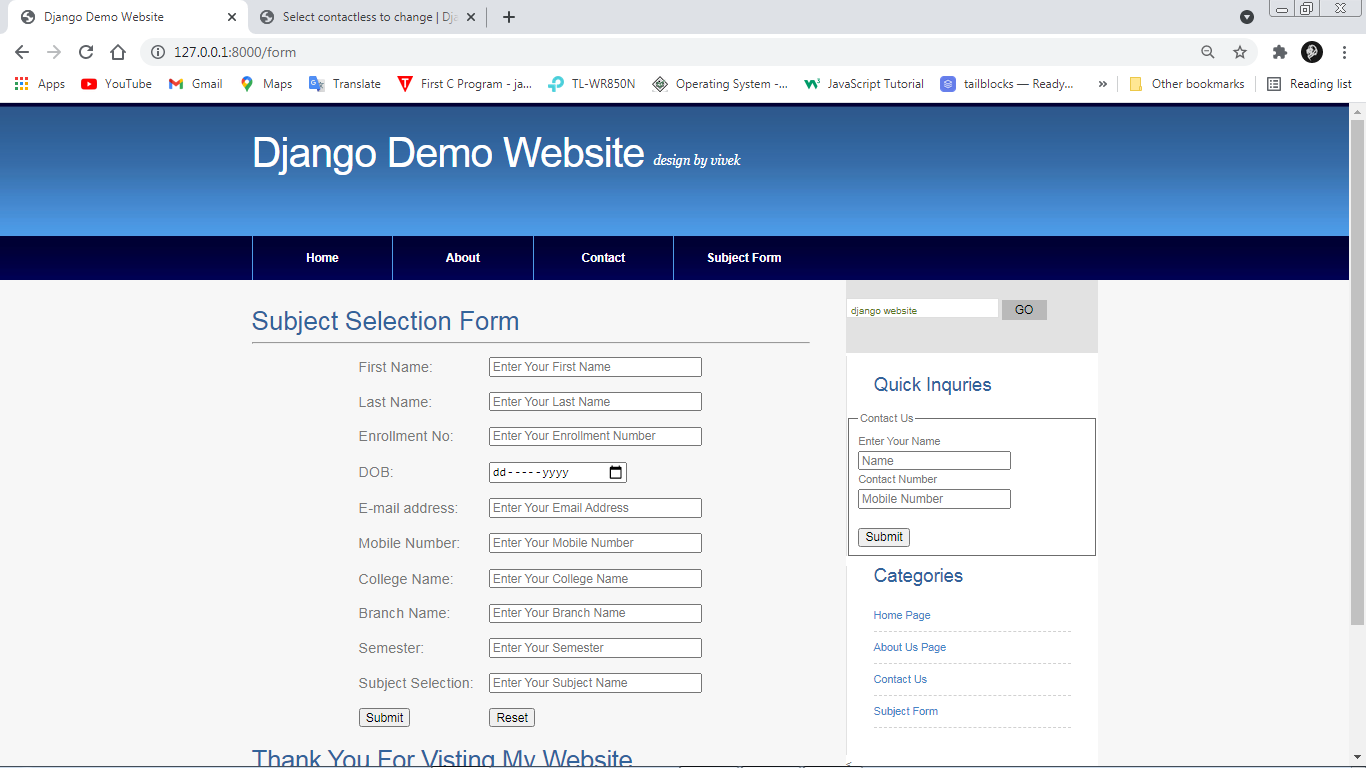 Django Demo Website
Select contactless to change | Dja
127.0.0.1:8000/form
Apps YouTube Gmail Maps Translate First C Program - ja... TL-WR850N Operating System -... JavaScript Tutorial tailblocks — Ready... » Other bookmarks Reading list
Django Demo Website design by vivek
Home About Contact Subject Form
django website GO
Subject Selection Form
First Name: Enter Your First Name
Last Name: Enter Your Last Name
Enrollment No: Enter Your Enrollment Number
DOB: dd-----yyyy
E-mail address: Enter Your Email Address
Mobile Number: Enter Your Mobile Number
College Name: Enter Your College Name
Branch Name: Enter Your Branch Name
Semester: Enter Your Semester
Subject Selection: Enter Your Subject Name
Submit Reset
Thank You For Visting My Website
Quick Inquries
Contact Us
Enter Your Name
Name
Contact Number
Mobile Number
Submit
Categories
Home Page
About Us Page
Contact Us
Subject Form